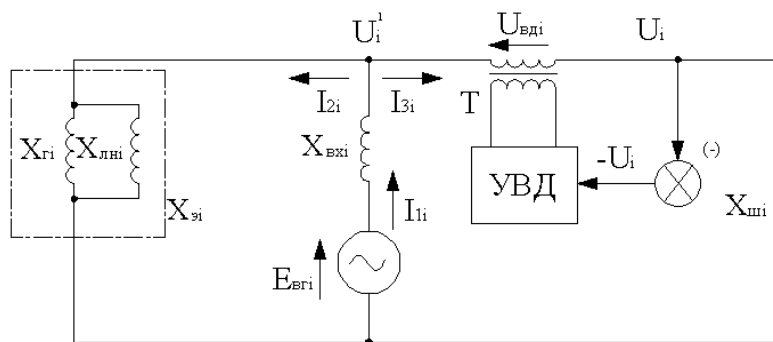 U¹ᵢ
Uвдi
Ui
I2i
I3i
T
(-)
Xгi
Xлнi
Xвхi
-Ui
УВД
Xэi
I1i
Xшi
Eвгi